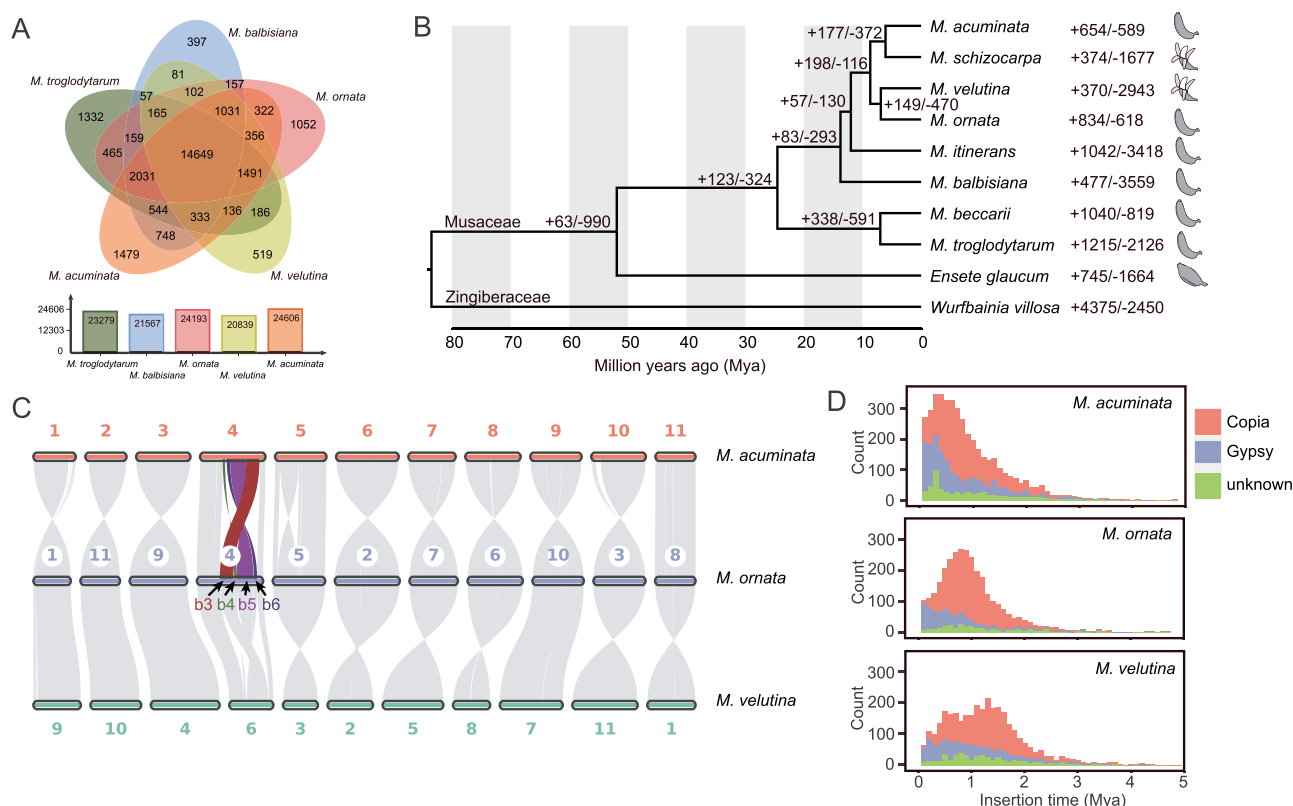 A
M. balbisiana
397
M. troglodytarum
81
57
102
157
M. ornata
1332
165
1031
322
1052
159
356
465
14649
2031
1491
544
333
136
186
748
1479
519
M. acuminata
M. velutina
24606
12303
0
23279
21567
24193
20839
24606
M. troglodytarum
M. ornata
M. acuminata
M. balbisiana
M. velutina
B
M. acuminata +654/-589
+177/-372
M. schizocarpa +374/-1677
+198/-116
M. velutina +370/-2943
+57/-130
+149/-470
M. ornata +834/-618
+83/-293
M. itinerans +1042/-3418
+123/-324
M. balbisiana +477/-3559
M. beccarii +1040/-819
Musaceae +63/-990
+338/-591
M. troglodytarum +1215/-2126
Ensete glaucum +745/-1664
Zingiberaceae
Wurfbainia villosa +4375/-2450
80 70 60 50 40 30 20 10 0
Million years ago (Mya)
C
1 2 3 4 5 6 7 8 9 10 11
M. acuminata
1 11 9 4 5 2 7 6 10 3 8
M. ornata
b3 b4 b5 b6
M. velutina
9 10 4 6 3 2 5 8 7 11 1
D
M. acuminata
300
200
100
0
Count
Copia
Gypsy
unknown
M. ornata
300
200
100
0
Count
M. velutina
300
200
100
0
Count
0 1 2 3 4 5
Insertion time (Mya)